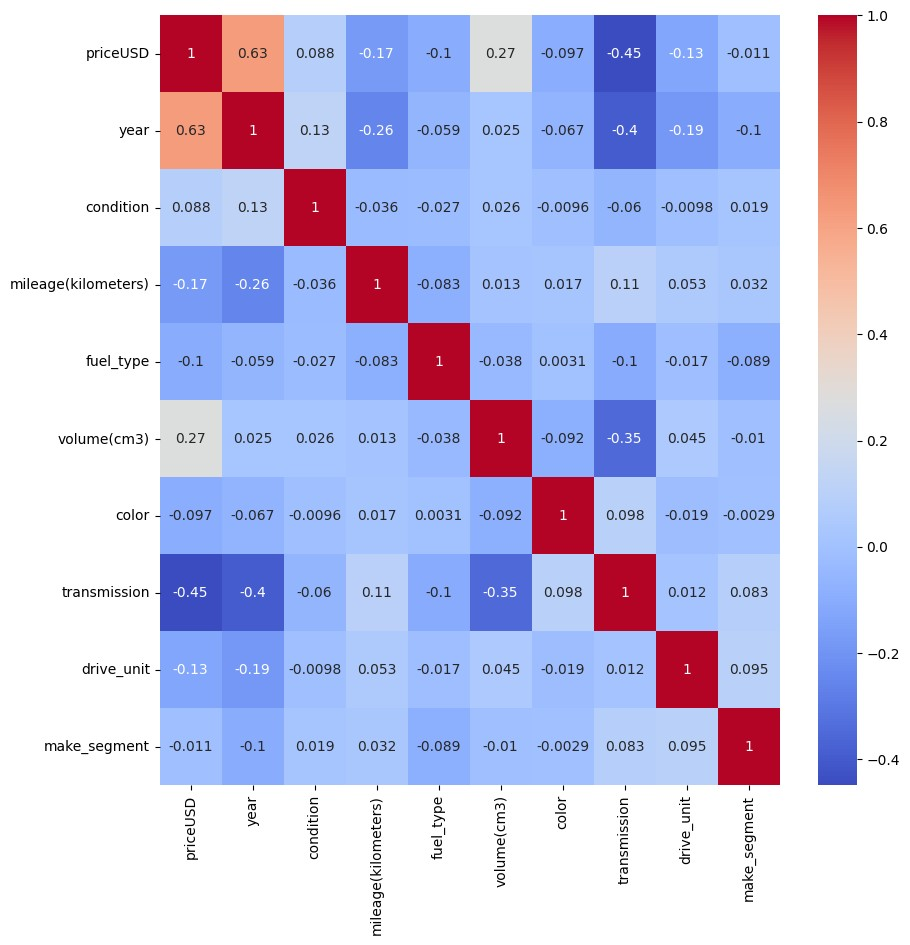 priceUSD 1 0.63 0.088 -0.17 -0.1 0.27 -0.097 -0.45 -0.13 -0.011
year 0.63 1 0.13 -0.26 -0.059 0.025 -0.067 -0.4 -0.19 -0.1
condition 0.088 0.13 1 -0.036 -0.027 0.026 -0.0096 -0.06 -0.0098 0.019
mileage(kilometers) -0.17 -0.26 -0.036 1 -0.083 0.013 0.017 0.11 0.053 0.032
fuel_type -0.1 -0.059 -0.027 -0.083 1 -0.038 0.0031 -0.1 -0.017 -0.089
volume(cm3) 0.27 0.025 0.026 0.013 -0.038 1 -0.092 -0.35 0.045 -0.01
color -0.097 -0.067 -0.0096 0.017 0.0031 -0.092 1 0.098 -0.019 -0.0029
transmission -0.45 -0.4 -0.06 0.11 -0.1 -0.35 0.098 1 0.012 0.083
drive_unit -0.13 -0.19 -0.0098 0.053 -0.017 0.045 -0.019 0.012 1 0.095
make_segment -0.011 -0.1 0.019 0.032 -0.089 -0.01 -0.0029 0.083 0.095 1
priceUSD
year
condition
mileage(kilometers)
fuel_type
volume(cm3)
color
transmission
drive_unit
make_segment
1.0
0.8
0.6
0.4
0.2
0.0
−0.2
−0.4